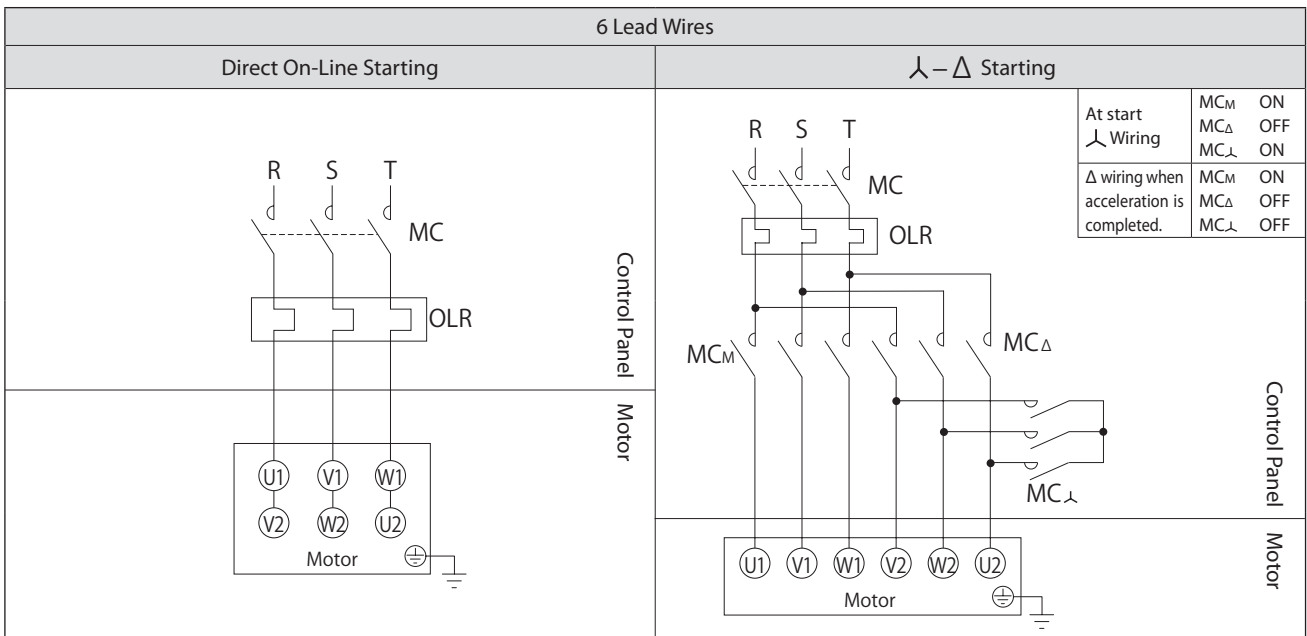 6 Lead Wires
Direct On-Line Starting
⅄ – Δ Starting
R S T
MC
OLR
Control Panel
Motor
U1 V1 W1
V2 W2 U2
Motor
At start
⅄ Wiring
MCM ON
MCΔ OFF
MC⅄ ON
Δ wiring when
acceleration is
completed.
MCM ON
MCΔ OFF
MC⅄ OFF
R S T
MC
OLR
MCM
MCΔ
MC⅄
Control Panel
Motor
U1 V1 W1 V2 W2 U2
Motor